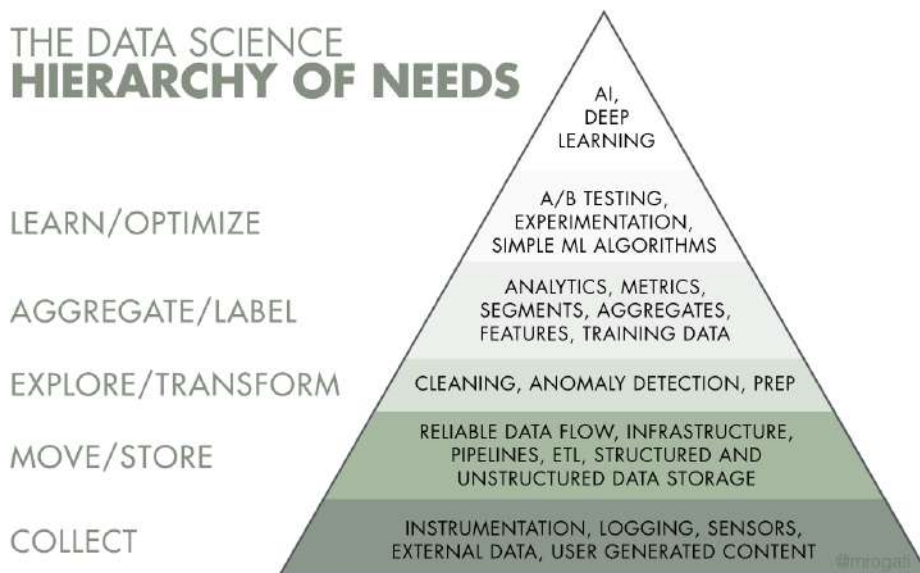 THE DATA SCIENCE
HIERARCHY OF NEEDS
AI,
DEEP
LEARNING
LEARN/OPTIMIZE
A/B TESTING,
EXPERIMENTATION,
SIMPLE ML ALGORITHMS
AGGREGATE/LABEL
ANALYTICS, METRICS,
SEGMENTS, AGGREGATES,
FEATURES, TRAINING DATA
EXPLORE/TRANSFORM
CLEANING, ANOMALY DETECTION, PREP
MOVE/STORE
RELIABLE DATA FLOW, INFRASTRUCTURE,
PIPELINES, ETL, STRUCTURED AND
UNSTRUCTURED DATA STORAGE
COLLECT
INSTRUMENTATION, LOGGING, SENSORS,
EXTERNAL DATA, USER GENERATED CONTENT
@mrogati